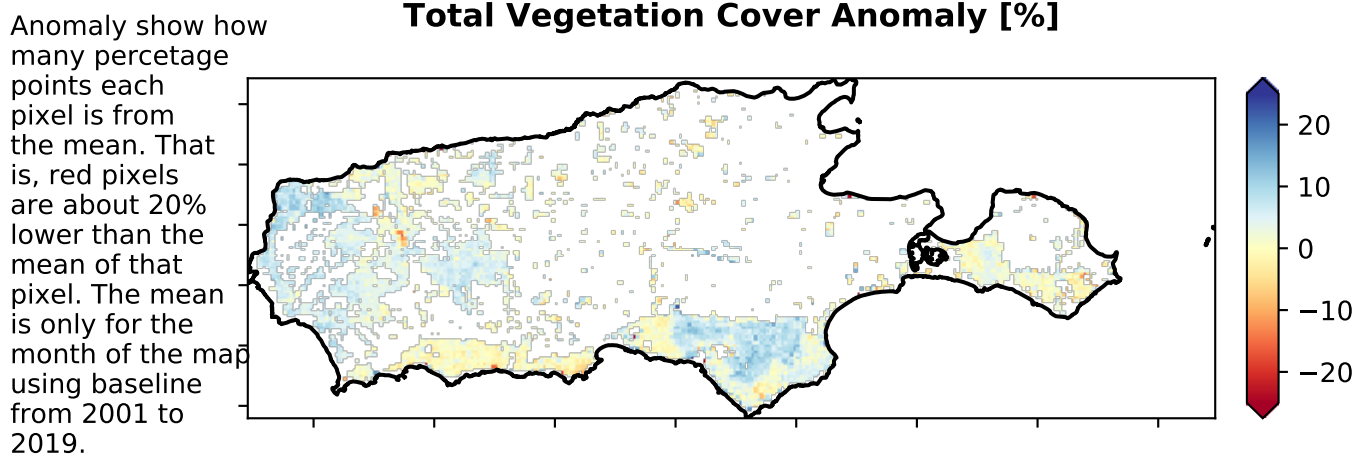 Total Vegetation Cover Anomaly [%]
Anomaly show how
many percetage
points each
pixel is from
the mean. That
is, red pixels
are about 20%
lower than the
mean of that
pixel. The mean
is only for the
month of the map
using baseline
from 2001 to
2019.
20
10
0
−10
−20